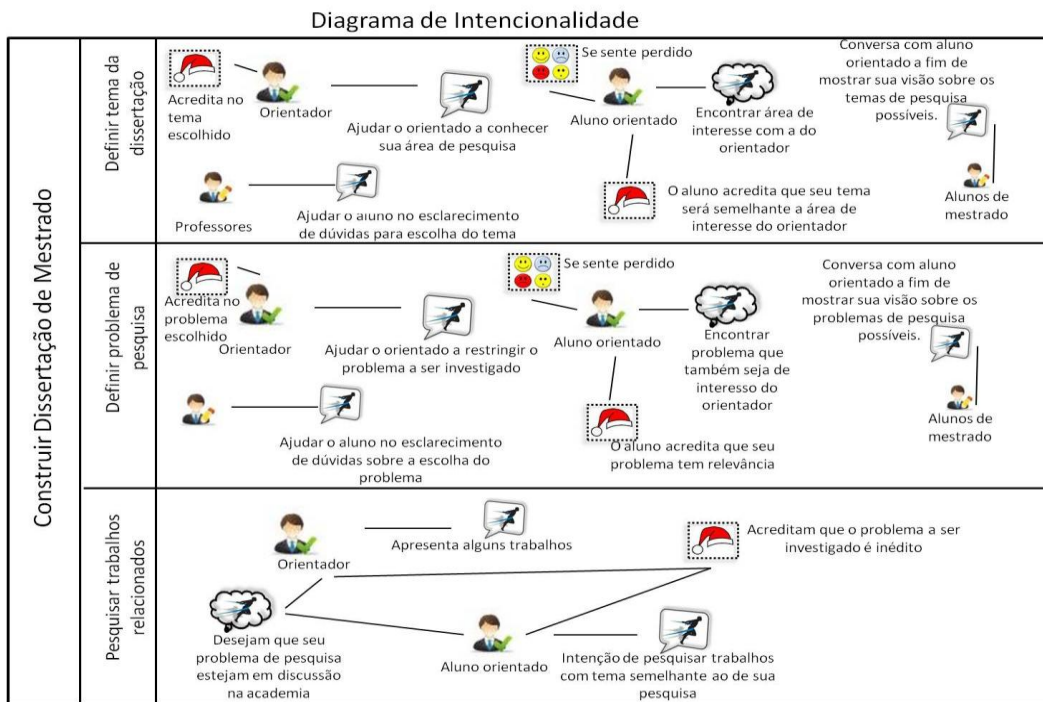 Diagrama de Intencionalidade
Construir Dissertação de Mestrado
Definir tema da
dissertação
Acredita no
tema
escolhido
Orientador
Ajudar o orientado a conhecer
sua área de pesquisa
Se sente perdido
Aluno orientado
Encontrar área de
interesse com a do
orientador
Conversa com aluno
orientado a fim de
mostrar sua visão sobre os
temas de pesquisa
possíveis.
Professores
Ajudar o aluno no esclarecimento
de dúvidas para escolha do tema
O aluno acredita que seu tema
será semelhante a área de
interesse do orientador
Alunos de
mestrado
Definir problema de
pesquisa
Acredita no
problema
escolhido
Orientador
Ajudar o orientado a restringir o
problema a ser investigado
Se sente perdido
Aluno orientado
Encontrar
problema que
também seja de
interesso do
orientador
Conversa com aluno
orientado a fim de
mostrar sua visão sobre os
problemas de pesquisa
possíveis.
Ajudar o aluno no esclarecimento
de dúvidas sobre a escolha do
problema
O aluno acredita que seu
problema tem relevância
Alunos de
mestrado
Pesquisar trabalhos
relacionados
Orientador
Apresenta alguns trabalhos
Acreditam que o problema a ser
investigado é inédito
Desejam que seu
problema de pesquisa
estejam em discussão
na academia
Aluno orientado
Intenção de pesquisar trabalhos
com tema semelhante ao de sua
pesquisa